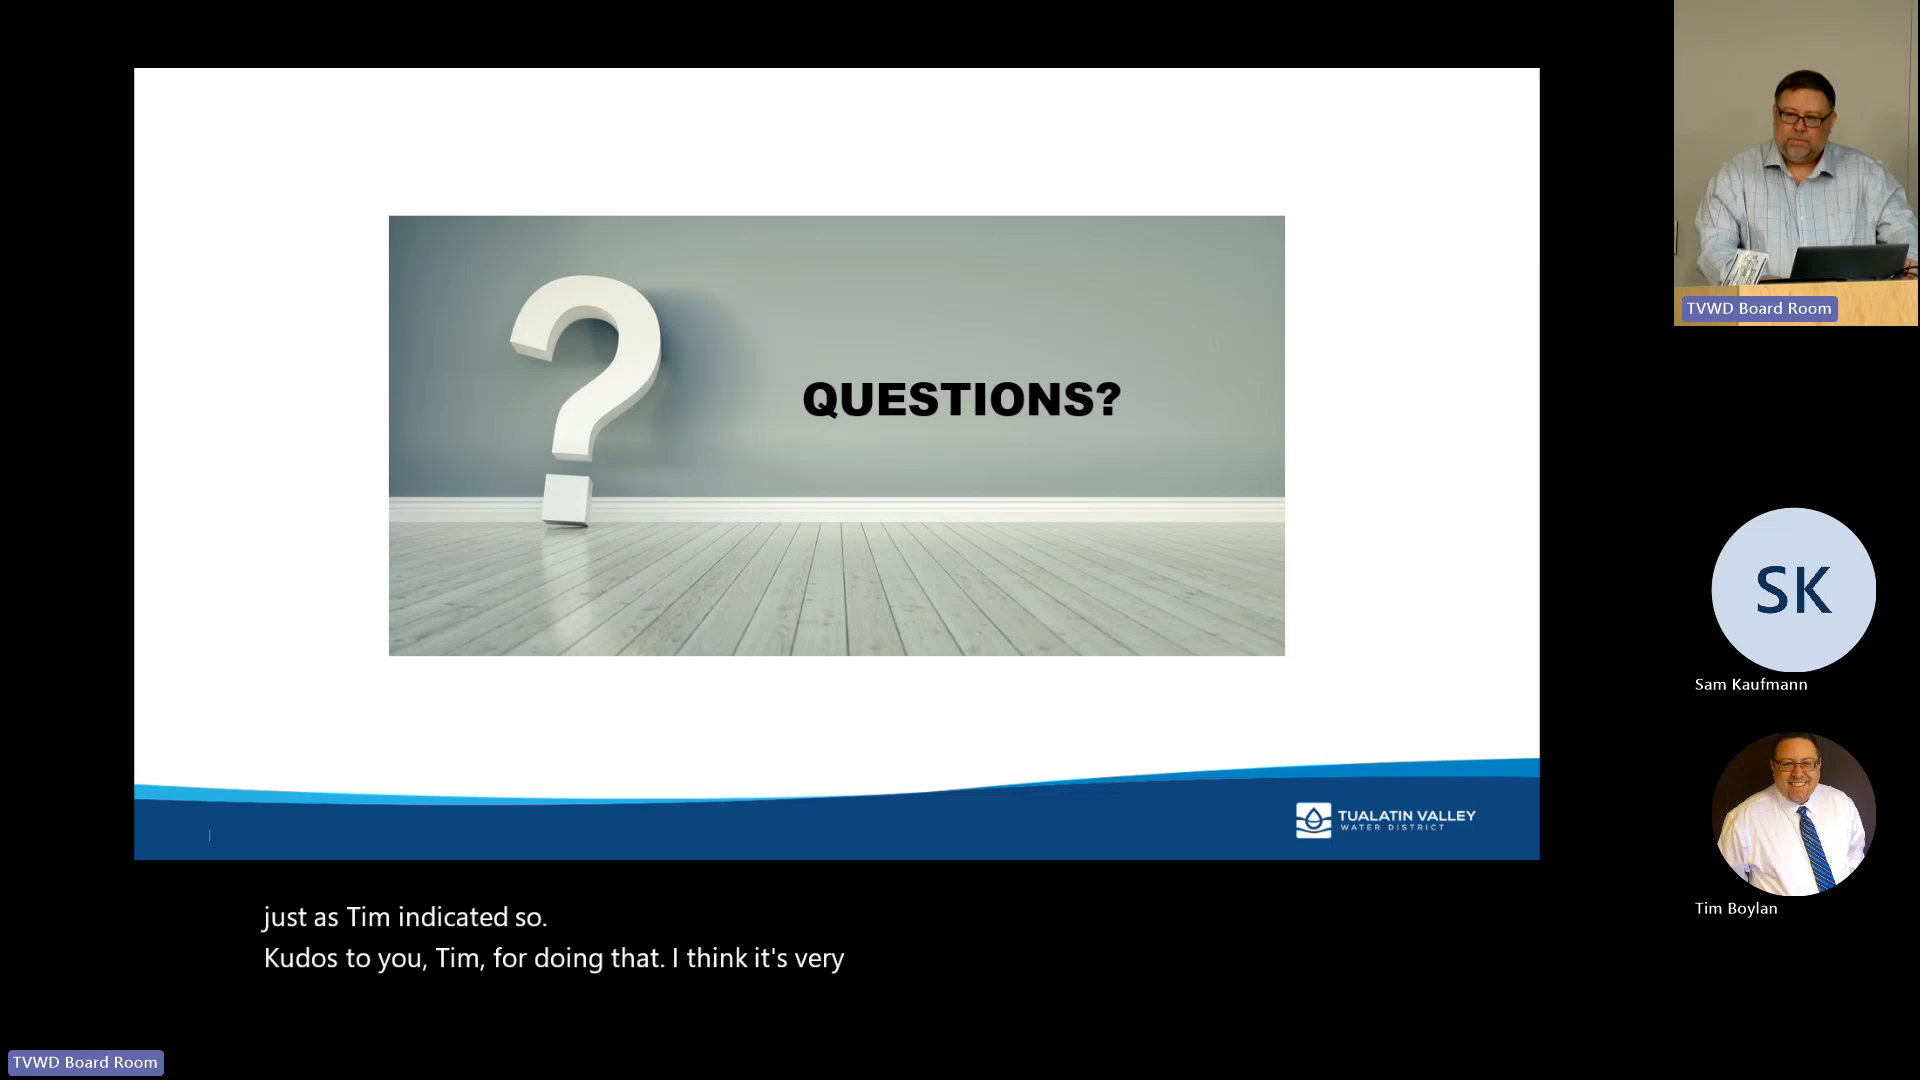 QUESTIONS?
TUALATIN VALLEY
WATER DISTRICT
TVWD Board Room
SK
Sam Kaufmann
Tim Boylan
just as Tim indicated so.
Kudos to you, Tim, for doing that. I think it's very
TVWD Board Room